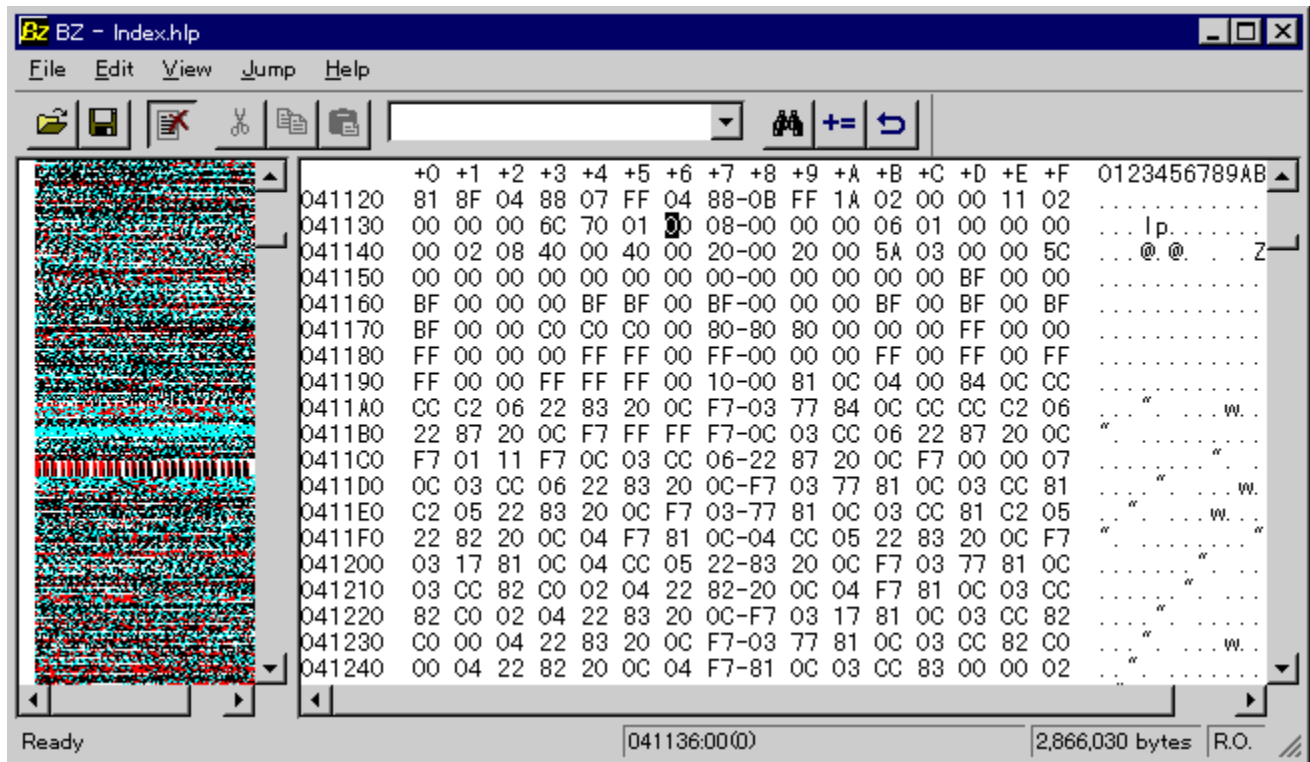 Bz BZ - Index.hlp
File Edit View Jump Help
+0 +1 +2 +3 +4 +5 +6 +7 +8 +9 +A +B +C +D +E +F 0123456789AB
041120 81 8F 04 88 07 FF 04 88-0B FF 1A 02 00 00 11 02 .............
041130 00 00 00 6C 70 01 00 08-00 00 00 06 01 00 00 00 ...lp........
041140 00 02 08 40 00 40 00 20-00 20 00 5A 03 00 00 5C ...@.@. . .Z
041150 00 00 00 00 00 00 00 00-00 00 00 00 00 BF 00 00 .............
041160 BF 00 00 00 BF BF 00 BF-00 00 00 BF 00 BF 00 BF .............
041170 BF 00 00 C0 C0 C0 00 80-80 80 00 00 00 FF 00 00 .............
041180 FF 00 00 00 FF FF 00 FF-00 00 00 FF 00 FF 00 FF .............
041190 FF 00 00 FF FF FF 00 10-00 81 0C 04 00 84 0C CC .............
0411A0 CC C2 06 22 83 20 0C F7-03 77 84 0C CC CC C2 06 ...". ...w..
0411B0 22 87 20 0C F7 FF FF F7-0C 03 CC 06 22 87 20 0C ". ..........
0411C0 F7 01 11 F7 0C 03 CC 06-22 87 20 0C F7 00 00 07 ........". .
0411D0 0C 03 CC 06 22 83 20 0C-F7 03 77 81 0C 03 CC 81 ....". ...w.
0411E0 C2 05 22 83 20 0C F7 03-77 81 0C 03 CC 81 C2 05 ..". ...w...
0411F0 22 82 20 0C 04 F7 81 0C-04 CC 05 22 83 20 0C F7 ". ........"
041200 03 17 81 0C 04 CC 05 22-83 20 0C F7 03 77 81 0C .......". ...
041210 03 CC 82 C0 02 04 22 82-20 0C 04 F7 81 0C 03 CC ......". ....
041220 82 C0 02 04 22 83 20 0C-F7 03 17 81 0C 03 CC 82 ....". ......
041230 C0 00 04 22 83 20 0C F7-03 77 81 0C 03 CC 82 C0 ...". ...w..
041240 00 04 22 82 20 0C 04 F7-81 0C 03 CC 83 00 00 02 ..". ........
Ready 041136:00(0) 2,866,030 bytes R.O.